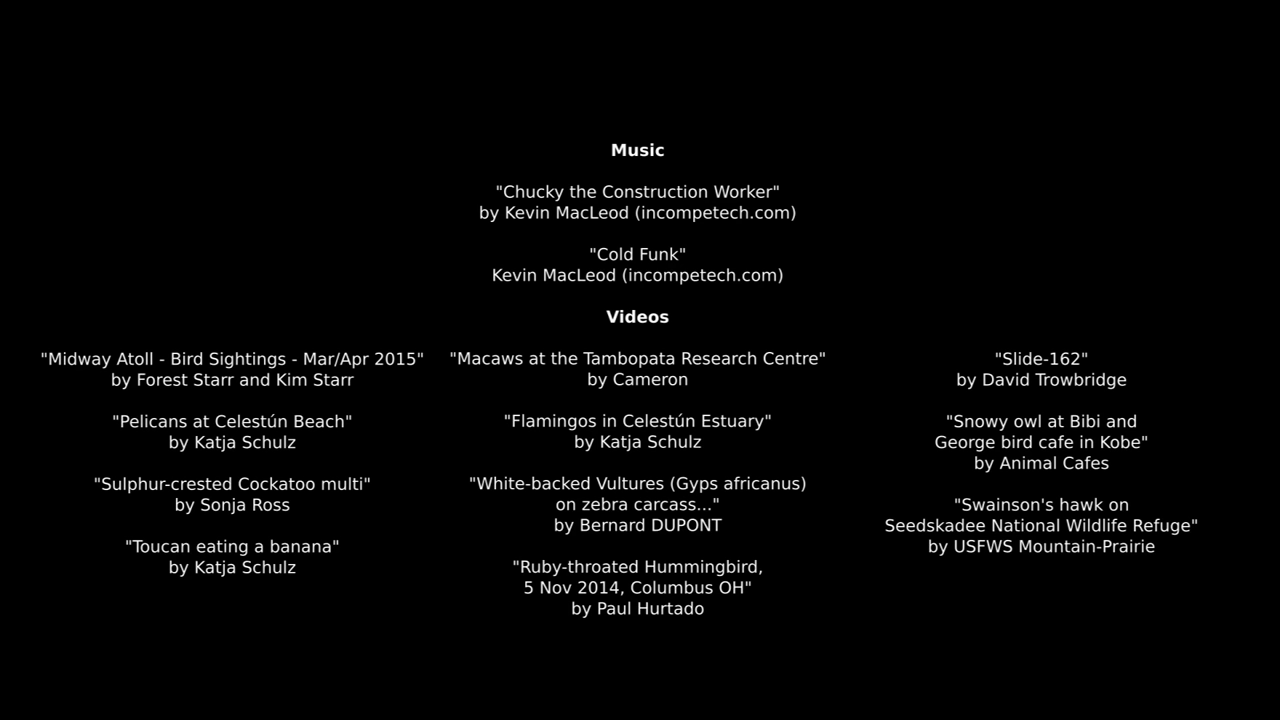 Music
"Chucky the Construction Worker"
by Kevin MacLeod (incompetech.com)
"Cold Funk"
Kevin MacLeod (incompetech.com)
Videos
"Midway Atoll - Bird Sightings - Mar/Apr 2015"
by Forest Starr and Kim Starr
"Pelicans at Celestún Beach"
by Katja Schulz
"Sulphur-crested Cockatoo multi"
by Sonja Ross
"Toucan eating a banana"
by Katja Schulz
"Macaws at the Tambopata Research Centre"
by Cameron
"Flamingos in Celestún Estuary"
by Katja Schulz
"White-backed Vultures (Gyps africanus)
on zebra carcass..."
by Bernard DUPONT
"Ruby-throated Hummingbird,
5 Nov 2014, Columbus OH"
by Paul Hurtado
"Slide-162"
by David Trowbridge
"Snowy owl at Bibi and
George bird cafe in Kobe"
by Animal Cafes
"Swainson's hawk on
Seedskadee National Wildlife Refuge"
by USFWS Mountain-Prairie